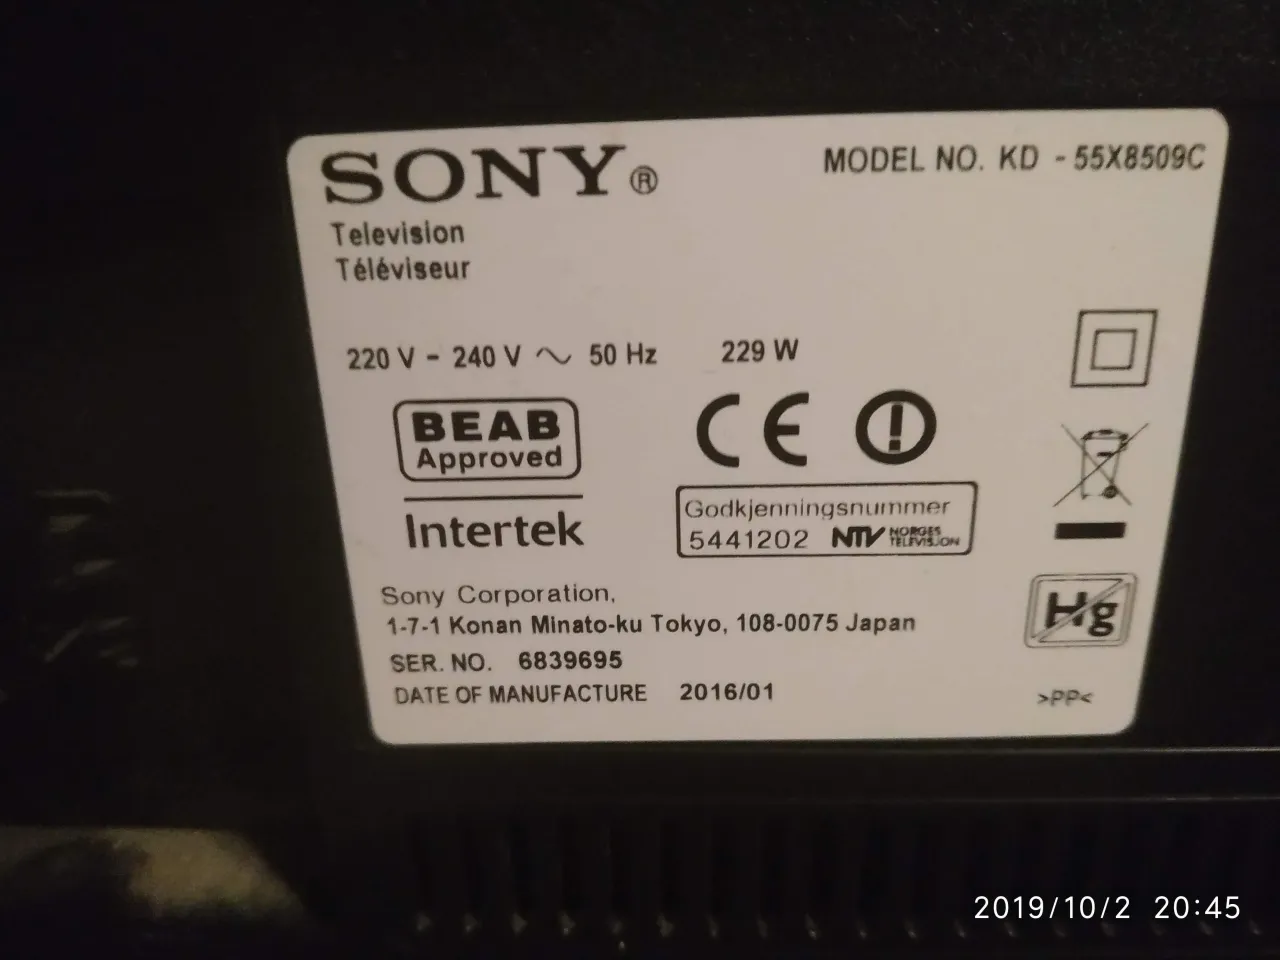 SONY®
MODEL NO. KD - 55X8509C
Television
Téléviseur
220 V - 240 V ~ 50 Hz 229 W
BEAB
Approved
Intertek
CE
Godkjenningsnummer
5441202 NTV NORGES
TELEVISJON
Hg
Sony Corporation,
1-7-1 Konan Minato-ku Tokyo, 108-0075 Japan
SER. NO. 6839695
DATE OF MANUFACTURE 2016/01
>PP<
2019/10/2 20:45